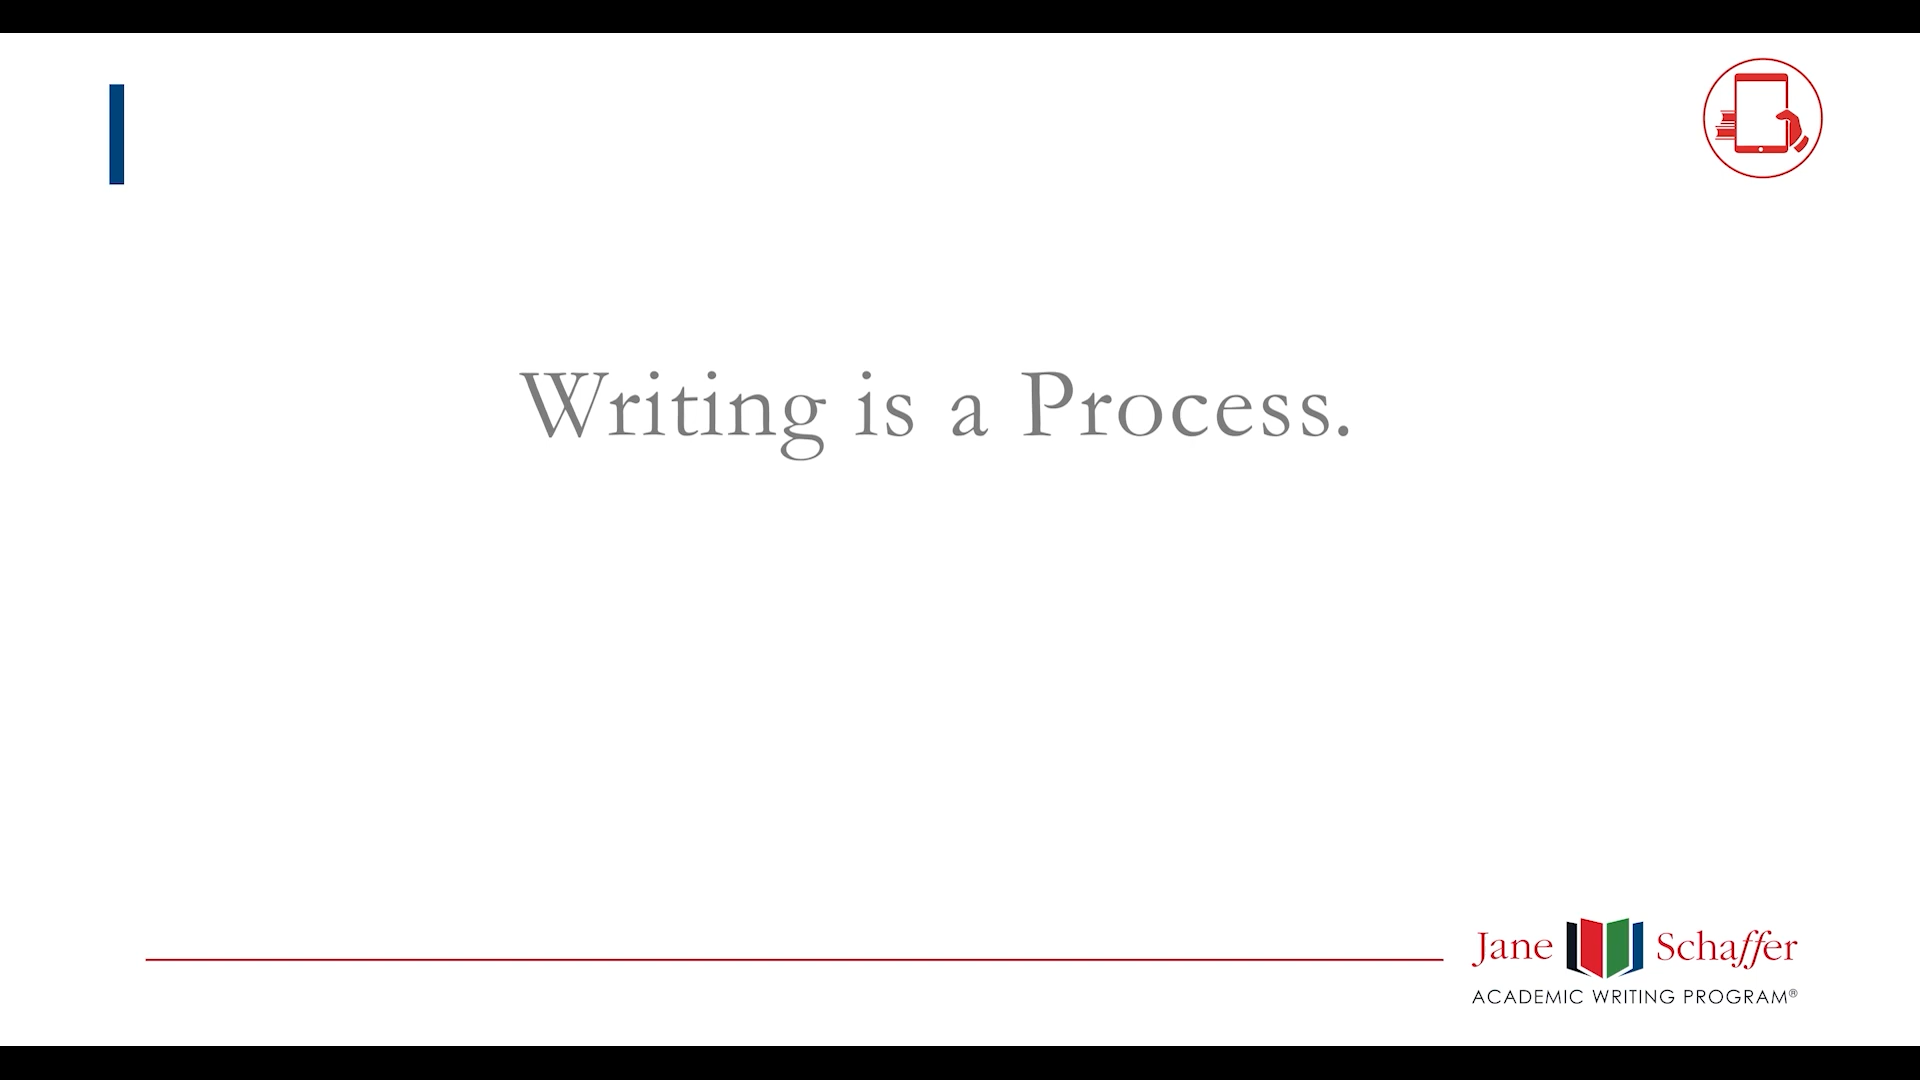 Writing is a Process.
Jane Schaffer
ACADEMIC WRITING PROGRAM®